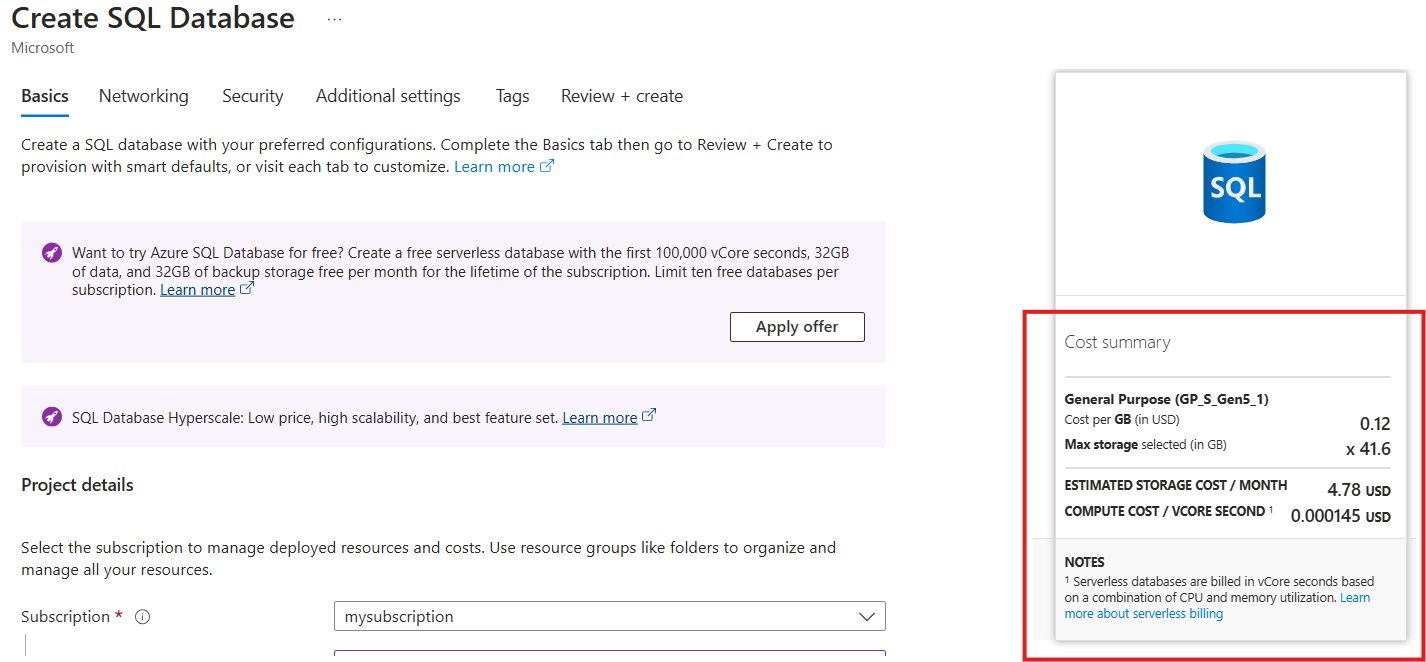 Create SQL Database ...
Microsoft
Basics Networking Security Additional settings Tags Review + create
Create a SQL database with your preferred configurations. Complete the Basics tab then go to Review + Create to
provision with smart defaults, or visit each tab to customize. Learn more
Want to try Azure SQL Database for free? Create a free serverless database with the first 100,000 vCore seconds, 32GB
of data, and 32GB of backup storage free per month for the lifetime of the subscription. Limit ten free databases per
subscription. Learn more
Apply offer
SQL Database Hyperscale: Low price, high scalability, and best feature set. Learn more
Project details
Select the subscription to manage deployed resources and costs. Use resource groups like folders to organize and
manage all your resources.
Subscription *
mysubscription
SQL
Cost summary
General Purpose (GP_S_Gen5_1)
Cost per GB (in USD) 0.12
Max storage selected (in GB) x 41.6
ESTIMATED STORAGE COST / MONTH 4.78 USD
COMPUTE COST / VCORE SECOND ¹ 0.000145 USD
NOTES
¹ Serverless databases are billed in vCore seconds based
on a combination of CPU and memory utilization. Learn
more about serverless billing